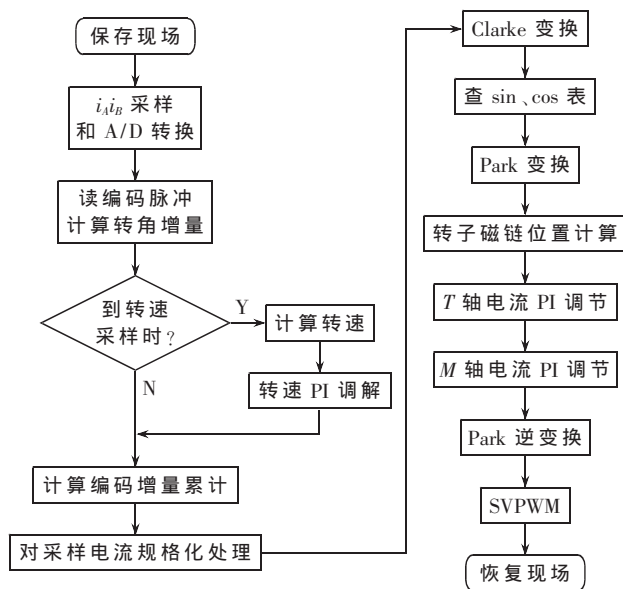 保存现场
iAiB 采样
和 A/D 转换
读编码脉冲
计算转角增量
到转速
采样时?
Y
计算转速
转速 PI 调解
N
计算编码增量累计
对采样电流规格化处理
Clarke 变换
查 sin、cos 表
Park 变换
转子磁链位置计算
T 轴电流 PI 调节
M 轴电流 PI 调节
Park 逆变换
SVPWM
恢复现场